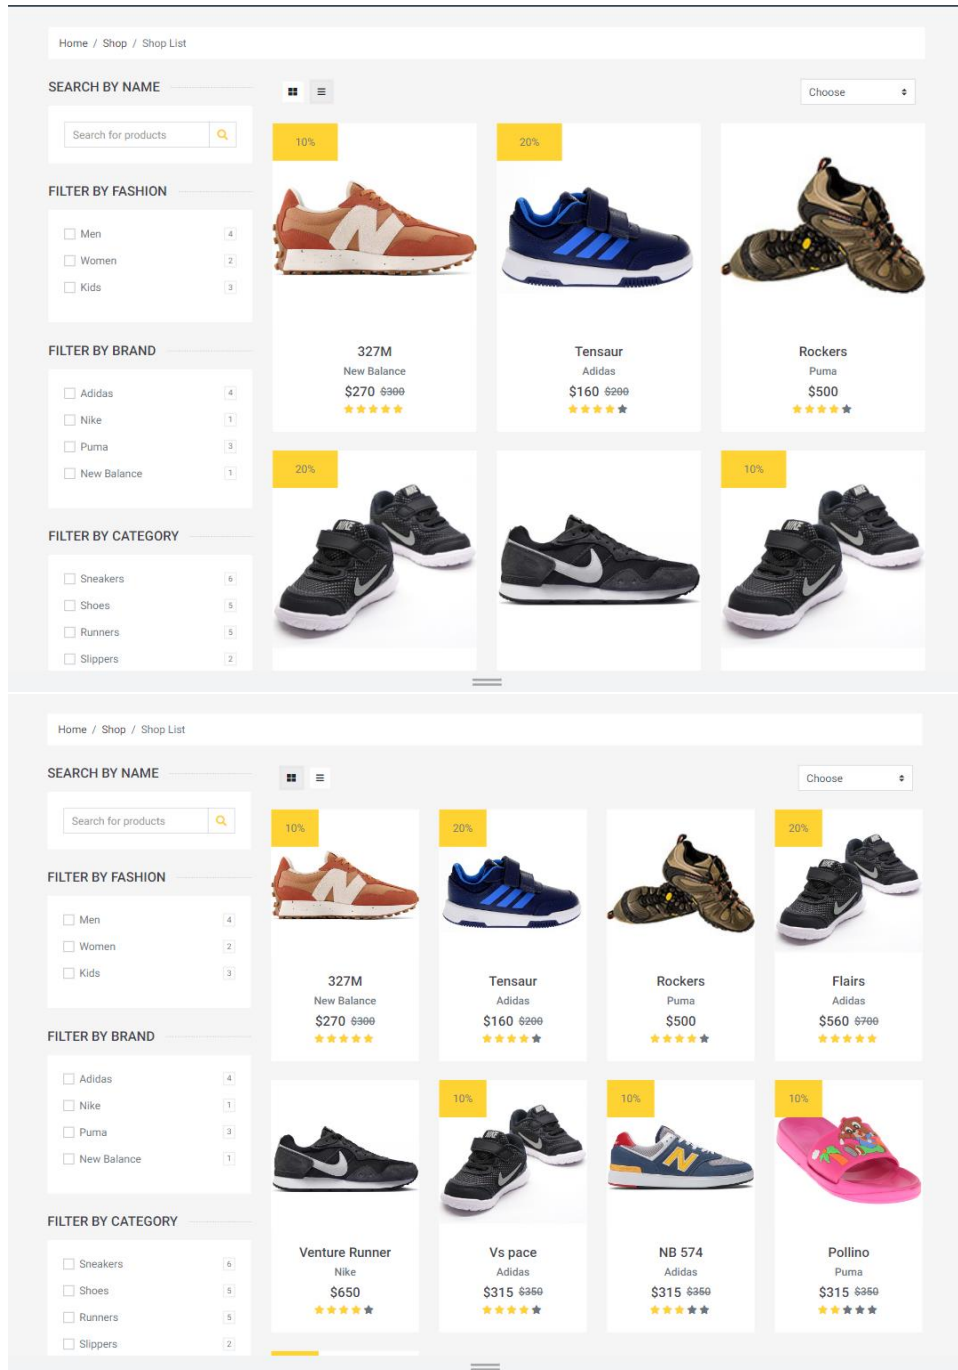 Home / Shop / Shop List
SEARCH BY NAME
Choose
Search for products
FILTER BY FASHION
Men 4
Women 2
Kids 3
FILTER BY BRAND
Adidas 4
Nike 1
Puma 3
New Balance 1
FILTER BY CATEGORY
Sneakers 6
Shoes 5
Runners 5
Slippers 2
10%
N
327M
New Balance
$270 $300
20%
Tensaur
Adidas
$160 $200
Rockers
Puma
$500
20%
NIKE
10%
NIKE
Home / Shop / Shop List
SEARCH BY NAME
Choose
Search for products
FILTER BY FASHION
Men 4
Women 2
Kids 3
FILTER BY BRAND
Adidas 4
Nike 1
Puma 3
New Balance 1
FILTER BY CATEGORY
Sneakers 6
Shoes 5
Runners 5
Slippers 2
10%
N
327M
New Balance
$270 $300
20%
Tensaur
Adidas
$160 $200
Rockers
Puma
$500
20%
NIKE
Flairs
Adidas
$560 $700
Venture Runner
Nike
$650
10%
NIKE
Vs pace
Adidas
$315 $350
10%
N
NB 574
Adidas
$315 $350
10%
Pollino
Puma
$315 $350